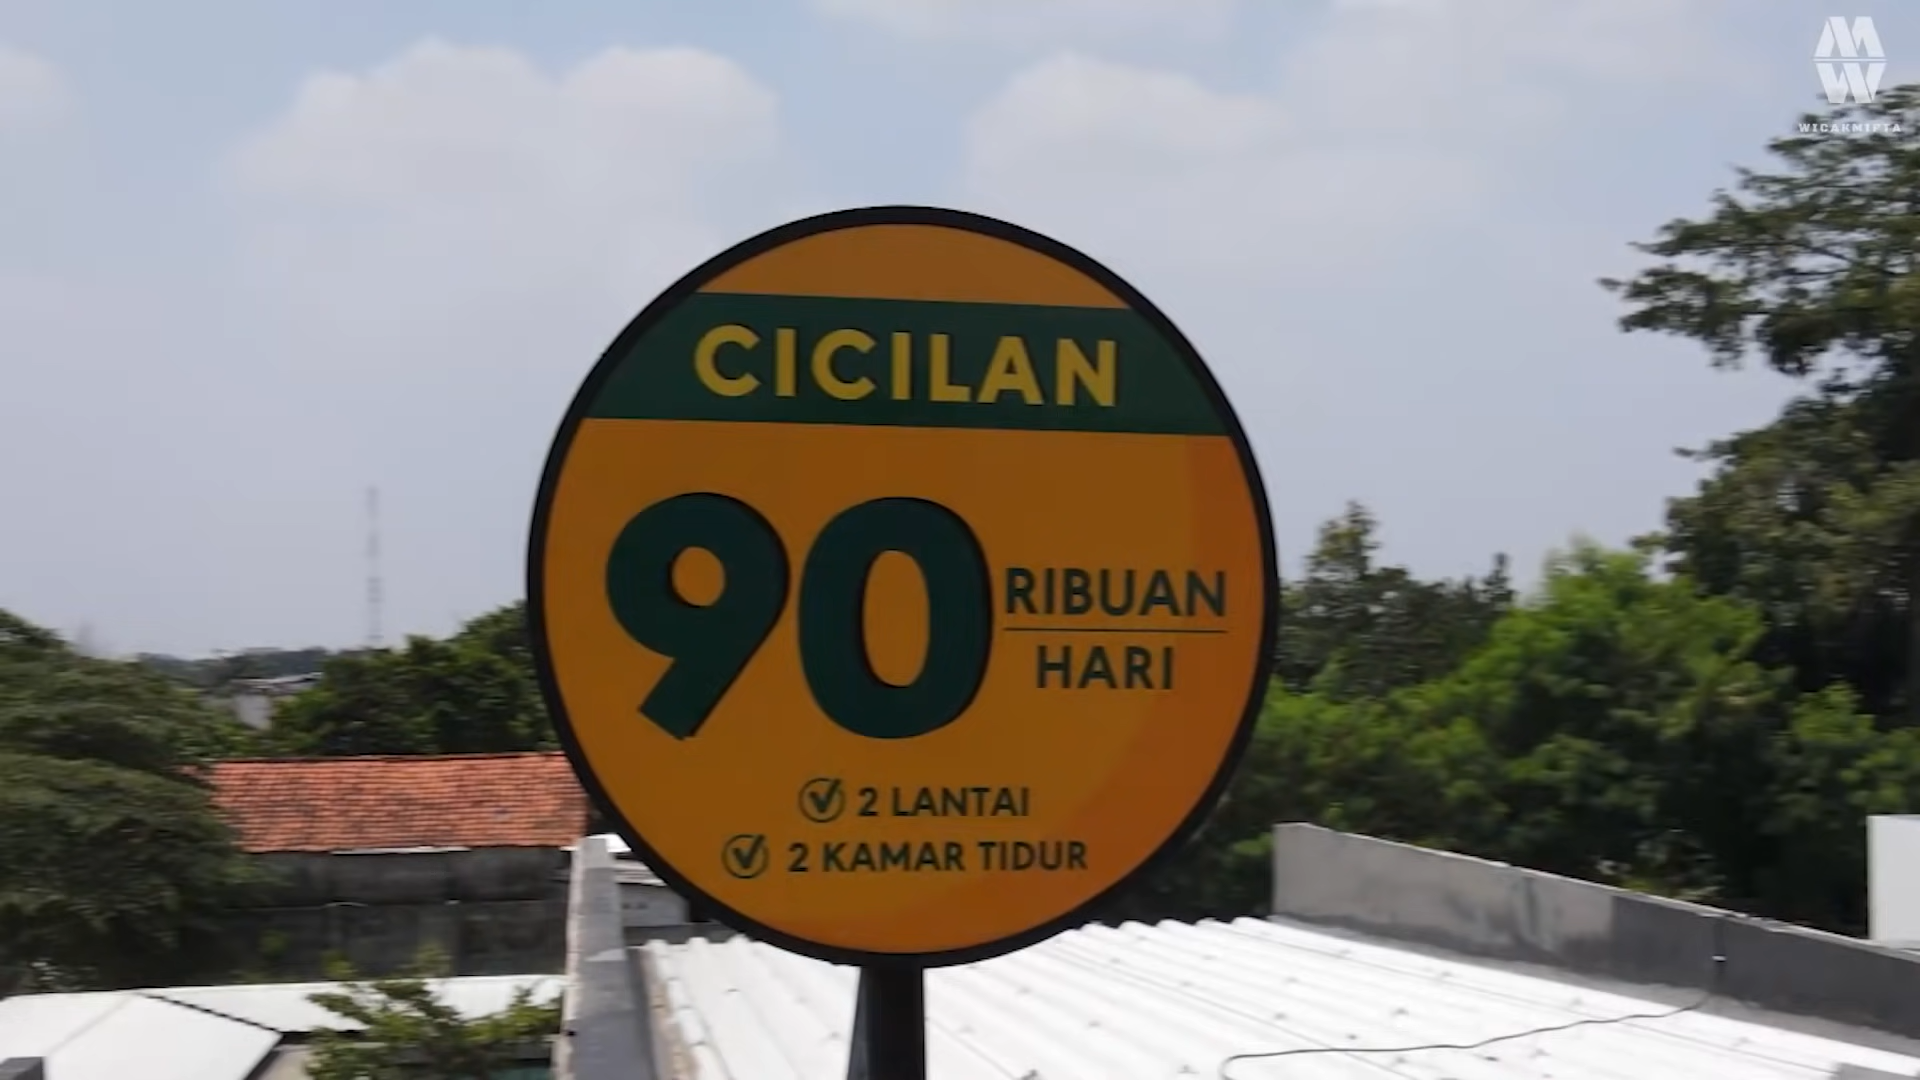 WICAKMIFTA
CICILAN
90 RIBUAN
HARI
2 LANTAI
2 KAMAR TIDUR